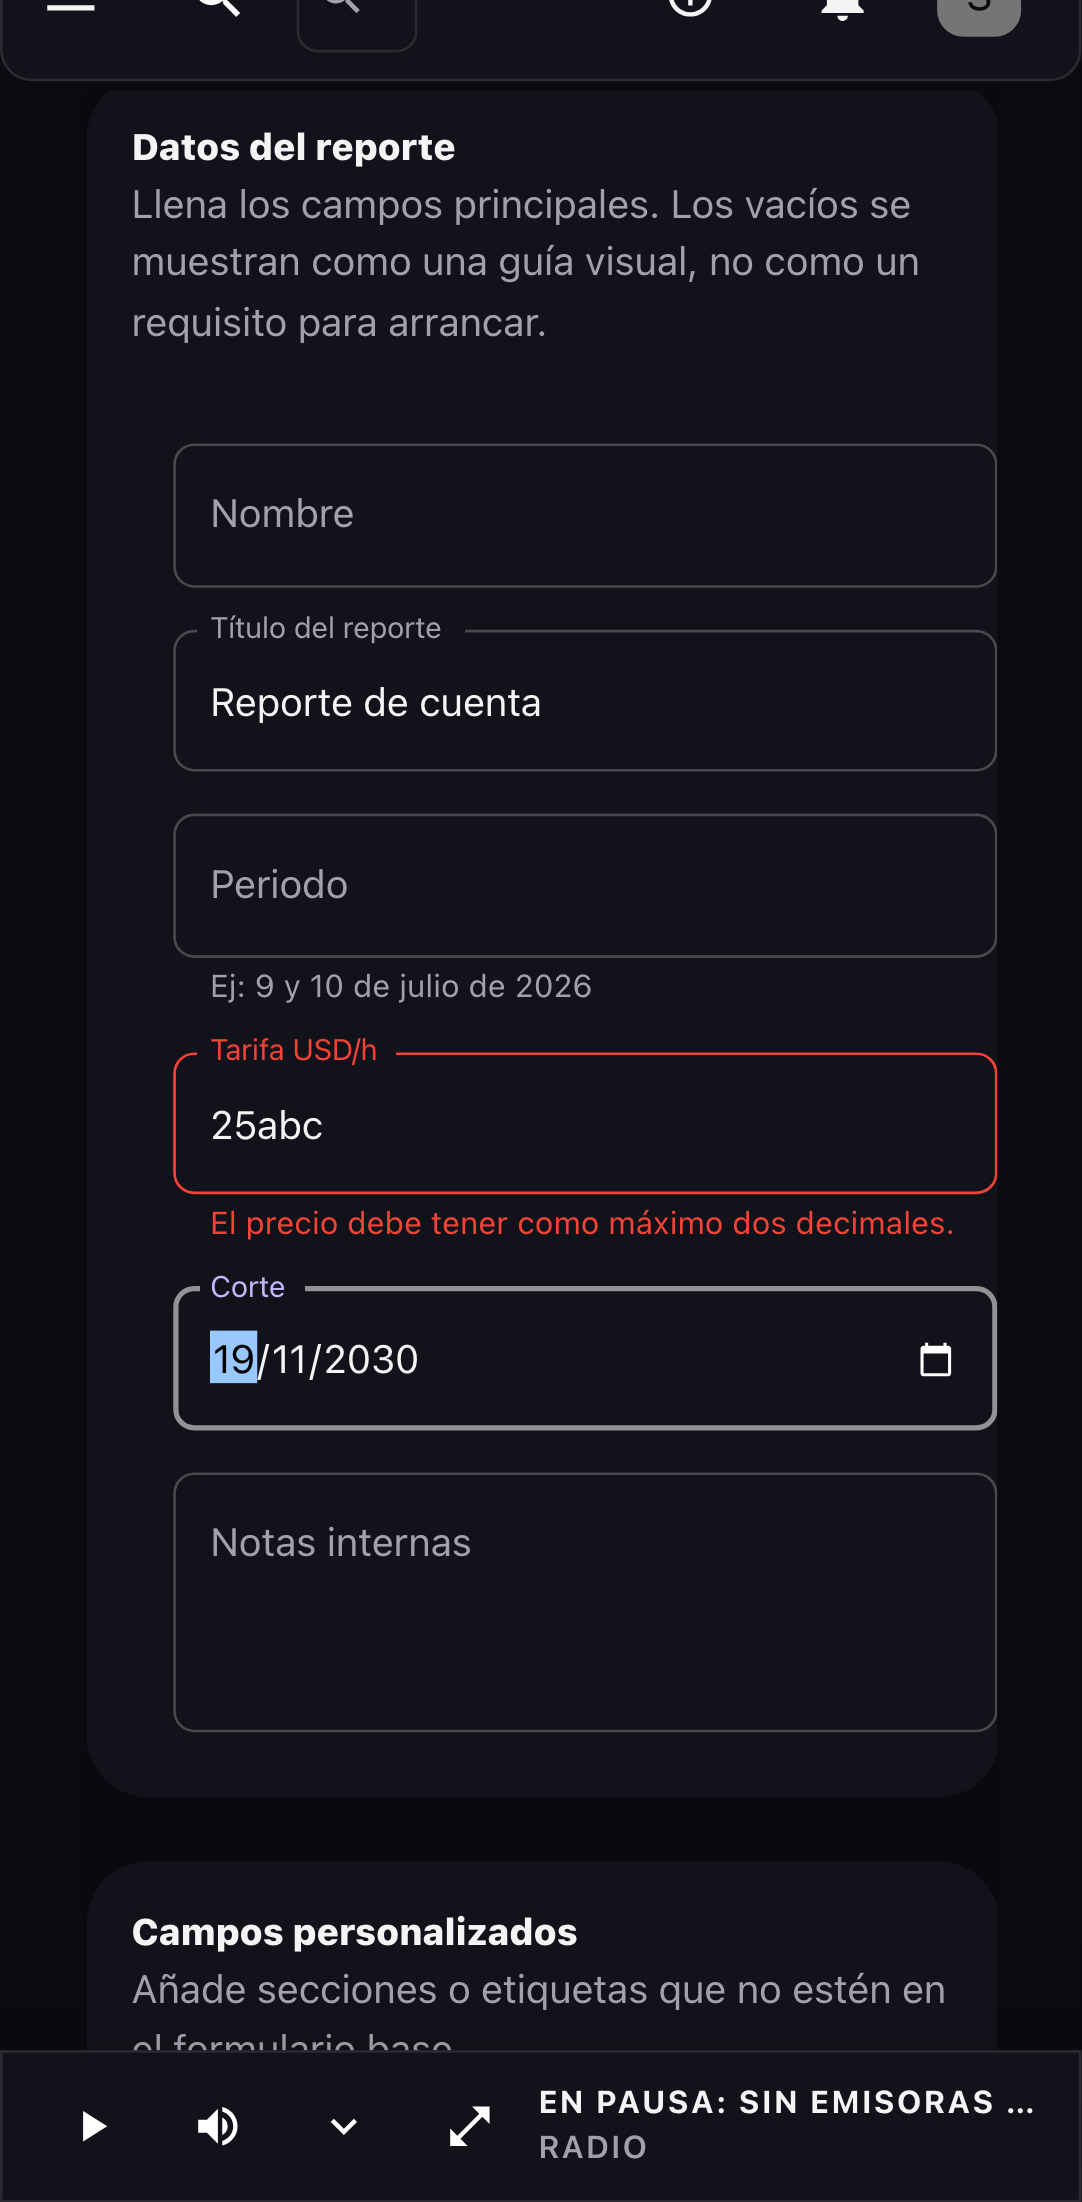 Datos del reporte
Llena los campos principales. Los vacíos se
muestran como una guía visual, no como un
requisito para arrancar.
Nombre
Título del reporte
Reporte de cuenta
Periodo
Ej: 9 y 10 de julio de 2026
Tarifa USD/h
25abc
El precio debe tener como máximo dos decimales.
Corte
19/11/2030
Notas internas
Campos personalizados
Añade secciones o etiquetas que no estén en
el formulario base
EN PAUSA: SIN EMISORAS ...
RADIO